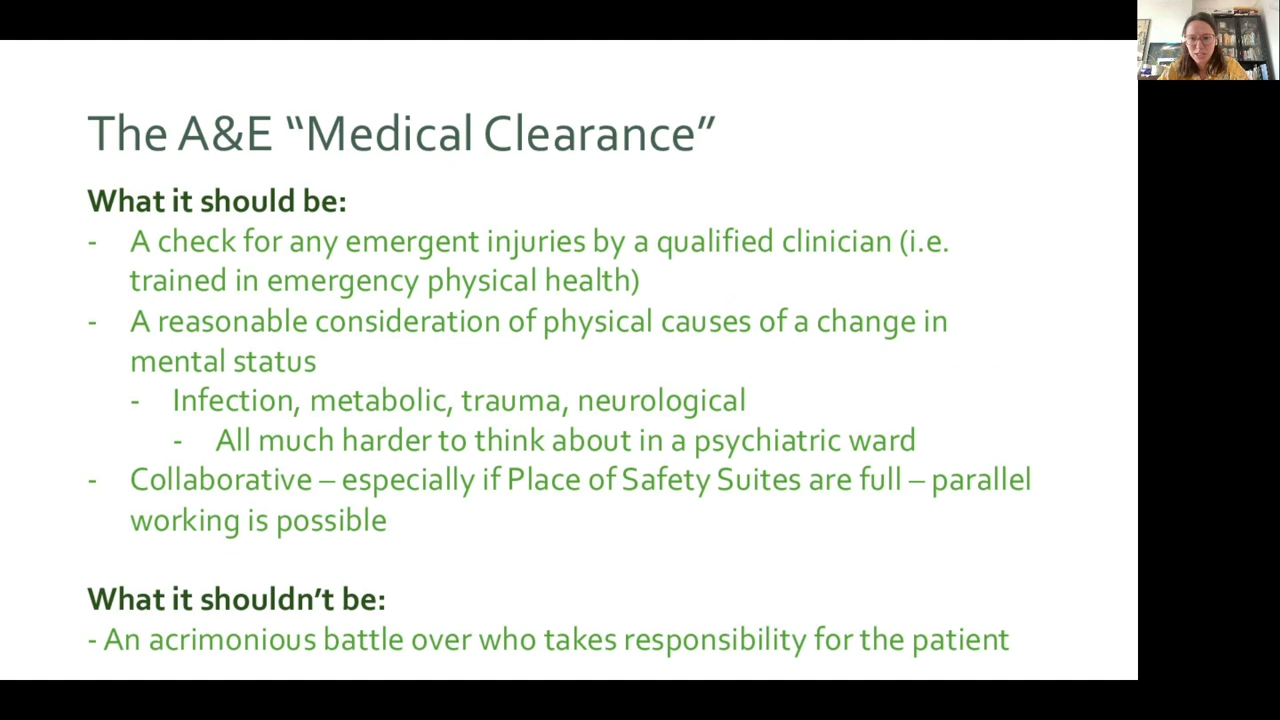 The A&E “Medical Clearance”
What it should be:
- A check for any emergent injuries by a qualified clinician (i.e.
trained in emergency physical health)
- A reasonable consideration of physical causes of a change in
mental status
- Infection, metabolic, trauma, neurological
- All much harder to think about in a psychiatric ward
- Collaborative – especially if Place of Safety Suites are full – parallel
working is possible
What it shouldn’t be:
- An acrimonious battle over who takes responsibility for the patient